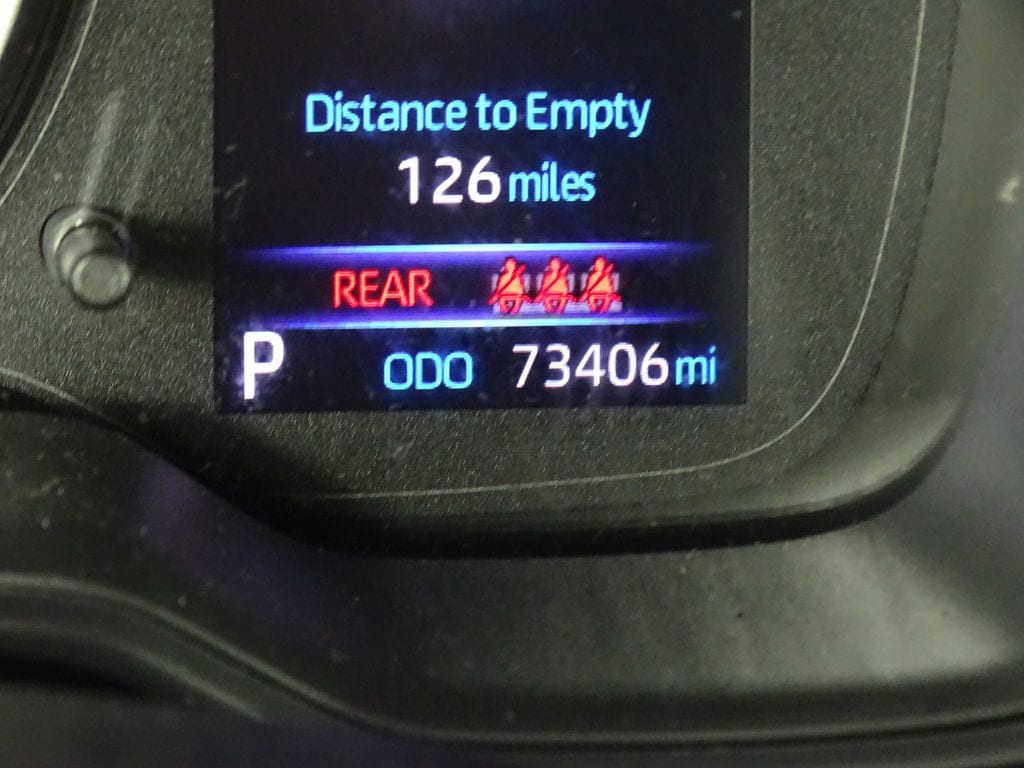 Distance to Empty
126 miles
REAR
P ODO 73406 mi